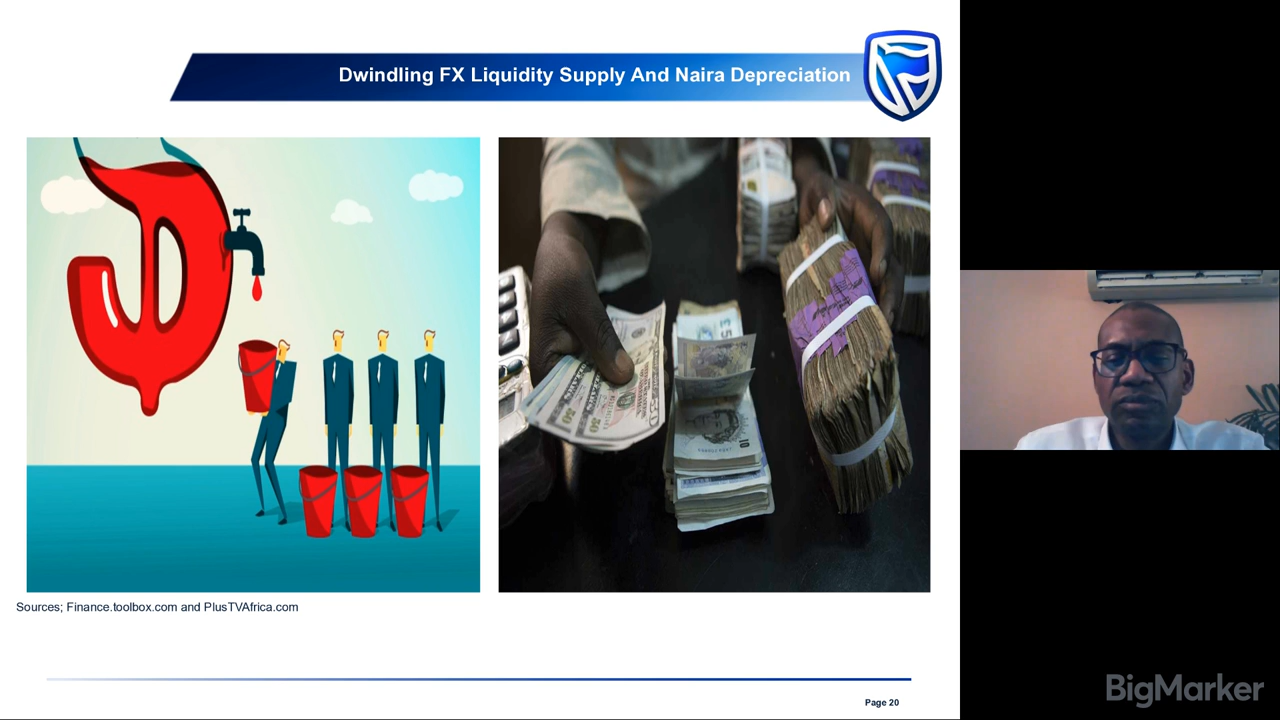 Dwindling FX Liquidity Supply And Naira Depreciation
Sources; Finance.toolbox.com and PlusTVAfrica.com
Page 20
BigMarker